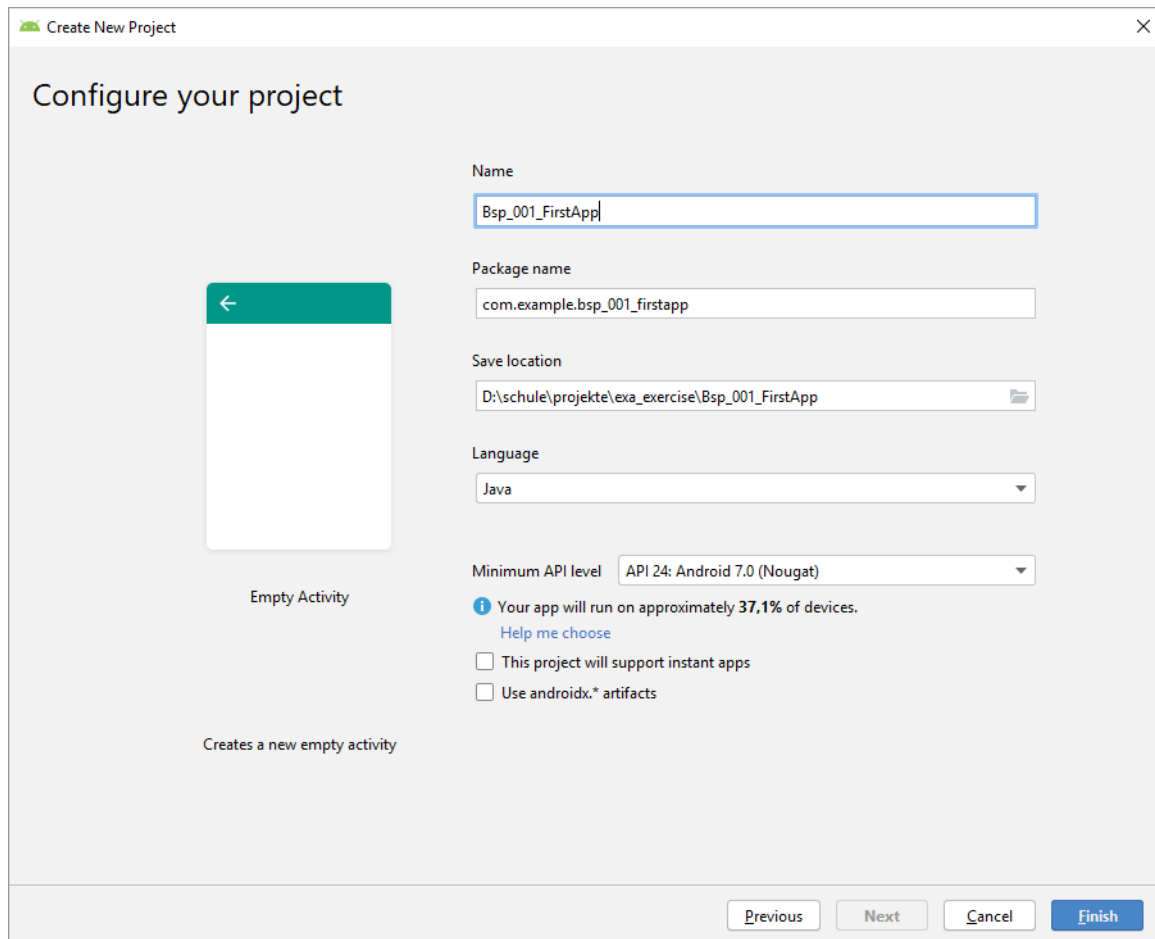 Create New Project
Configure your project
Name
Bsp_001_FirstApp
Package name
com.example.bsp_001_firstapp
Save location
D:\schule\projekte\exa_exercise\Bsp_001_FirstApp
Language
Java
Minimum API level API 24: Android 7.0 (Nougat)
Empty Activity
Your app will run on approximately 37,1% of devices.
Help me choose
This project will support instant apps
Use androidx.* artifacts
Creates a new empty activity
Previous Next Cancel Finish